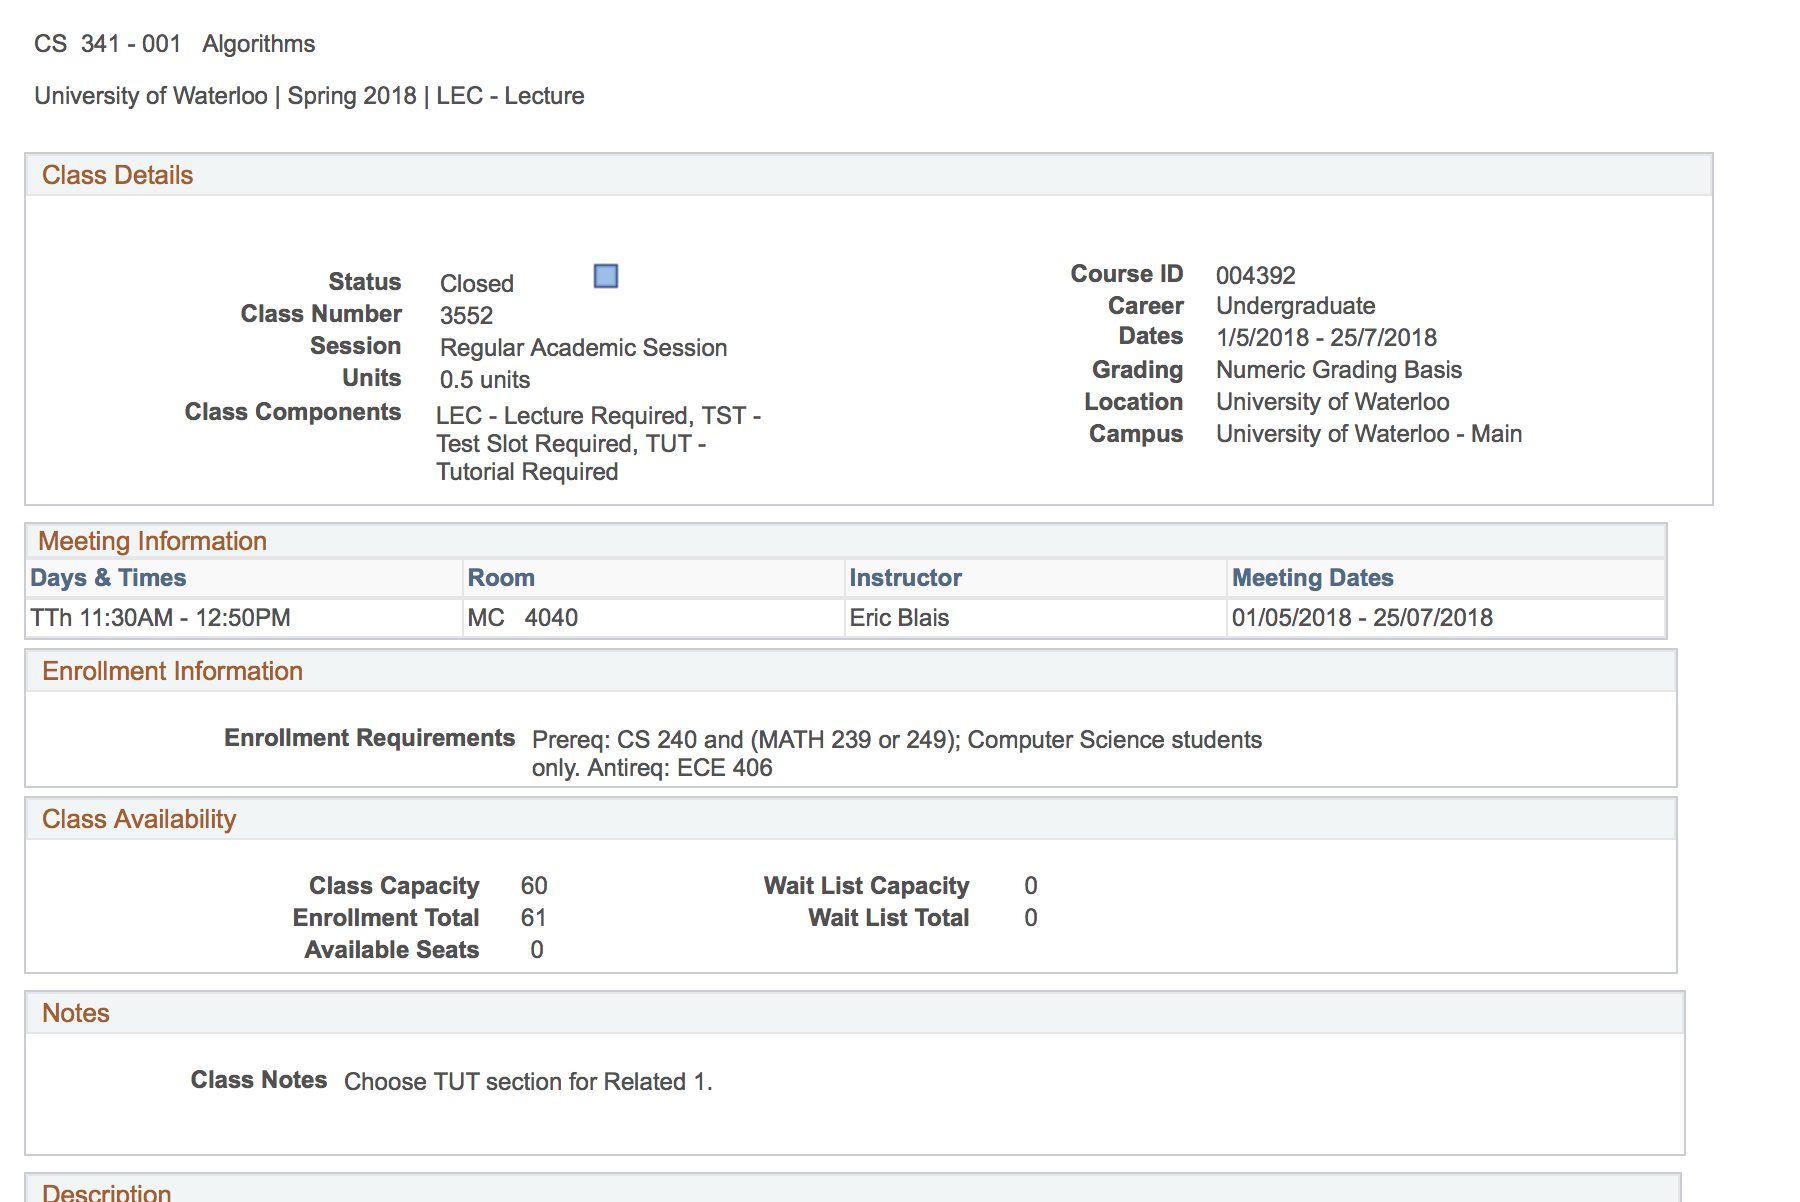 CS 341 - 001 Algorithms
University of Waterloo | Spring 2018 | LEC - Lecture
Class Details
Status Closed
Class Number 3552
Session Regular Academic Session
Units 0.5 units
Class Components LEC - Lecture Required, TST -
Test Slot Required, TUT -
Tutorial Required
Course ID 004392
Career Undergraduate
Dates 1/5/2018 - 25/7/2018
Grading Numeric Grading Basis
Location University of Waterloo
Campus University of Waterloo - Main
Meeting Information
Days & Times Room Instructor Meeting Dates
TTh 11:30AM - 12:50PM MC 4040 Eric Blais 01/05/2018 - 25/07/2018
Enrollment Information
Enrollment Requirements Prereq: CS 240 and (MATH 239 or 249); Computer Science students
only. Antireq: ECE 406
Class Availability
Class Capacity 60 Wait List Capacity 0
Enrollment Total 61 Wait List Total 0
Available Seats 0
Notes
Class Notes Choose TUT section for Related 1.
Description